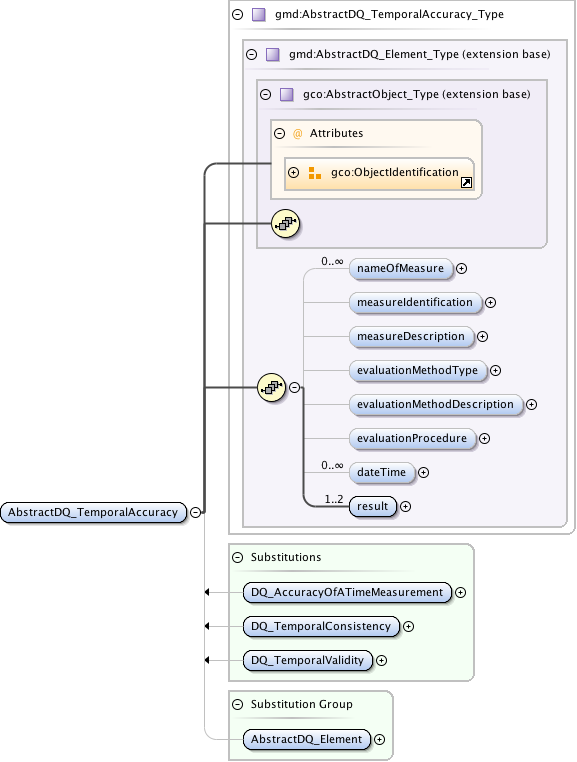 gmd:AbstractDQ_TemporalAccuracy_Type
gmd:AbstractDQ_Element_Type (extension base)
gco:AbstractObject_Type (extension base)
@ Attributes
gco:ObjectIdentification
0..∞
nameOfMeasure
measureIdentification
measureDescription
evaluationMethodType
evaluationMethodDescription
evaluationProcedure
0..∞
dateTime
1..2
result
AbstractDQ_TemporalAccuracy
Substitutions
DQ_AccuracyOfATimeMeasurement
DQ_TemporalConsistency
DQ_TemporalValidity
Substitution Group
AbstractDQ_Element